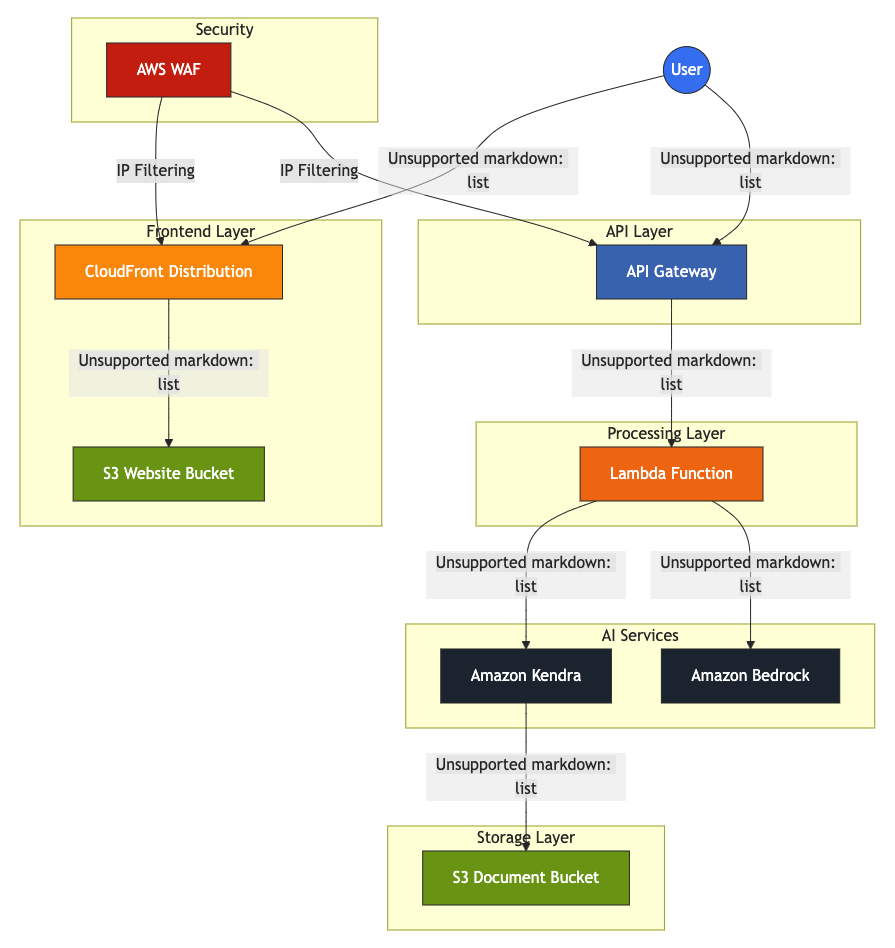 Security
AWS WAF
User
IP Filtering
IP Filtering
Unsupported markdown:
list
Unsupported markdown:
list
Frontend Layer
CloudFront Distribution
API Layer
API Gateway
Unsupported markdown:
list
Unsupported markdown:
list
S3 Website Bucket
Processing Layer
Lambda Function
Unsupported markdown:
list
Unsupported markdown:
list
AI Services
Amazon Kendra
Amazon Bedrock
Unsupported markdown:
list
Storage Layer
S3 Document Bucket